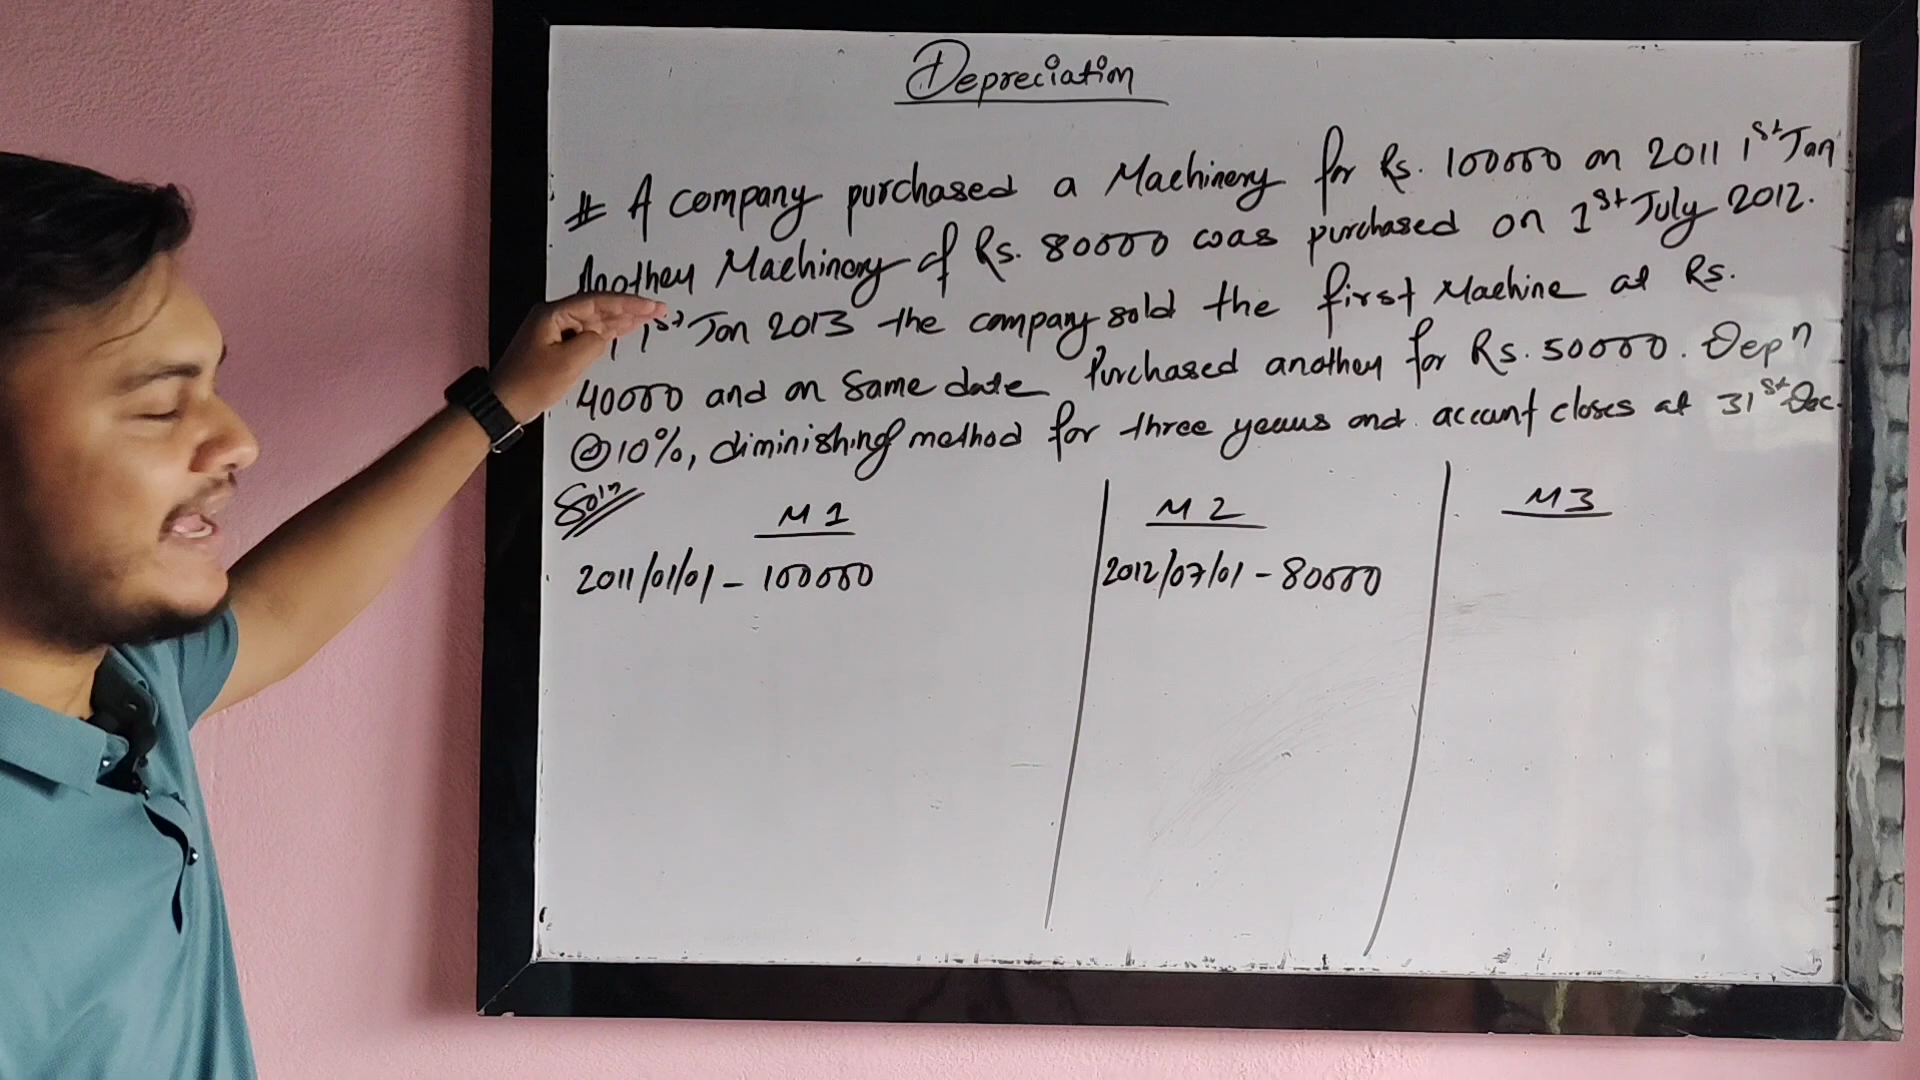 Depreciation
# A company purchased a Machinery for Rs. 100000 on 2011 1st Jan
Another Machinery of Rs. 80000 was purchased on 1st July 2012.
1st Jan 2013 the company sold the first Machine at Rs.
40000 and on Same date Purchased another for Rs. 50000. Depn
@10%, diminishing method for three years and account closes at 31st Dec.
Soln
M1
M2
M3
2011/01/01 - 100000
2012/07/01 - 80000